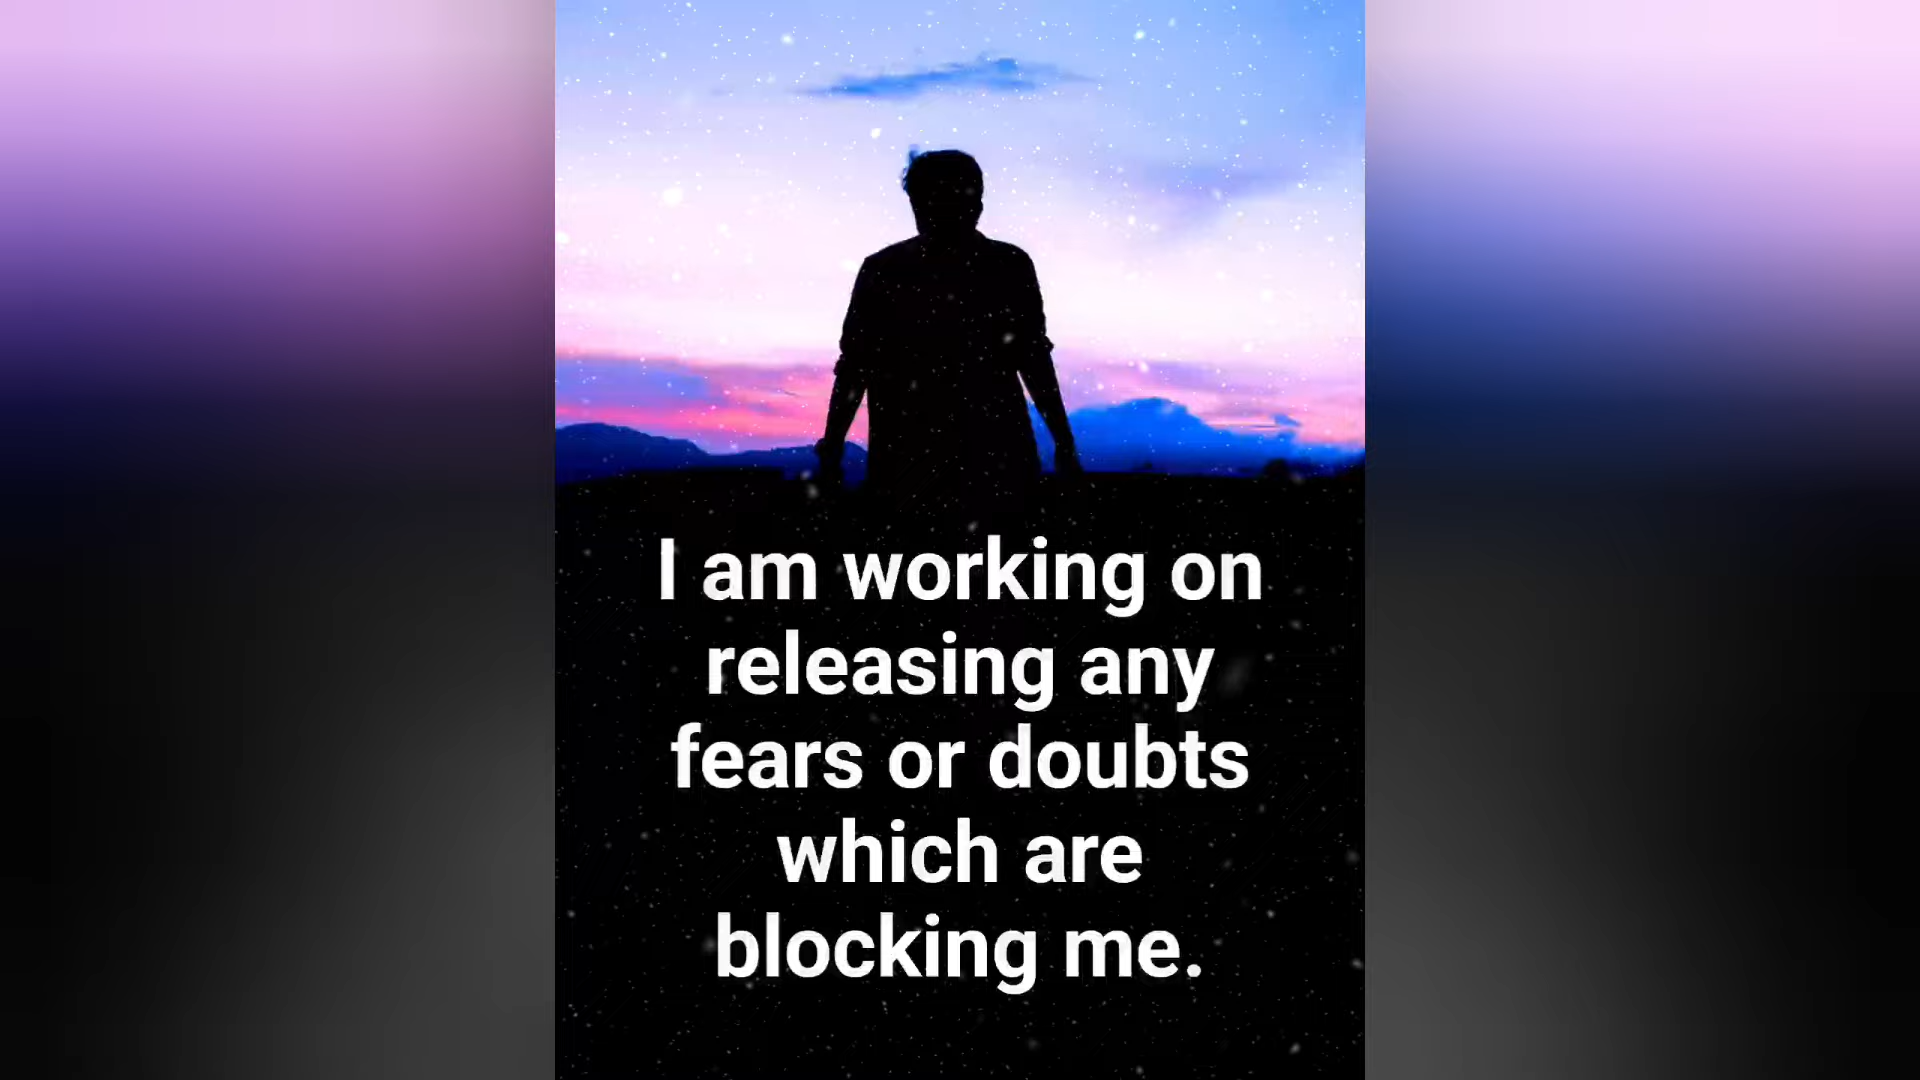 I am working on
releasing any
fears or doubts
which are
blocking me.